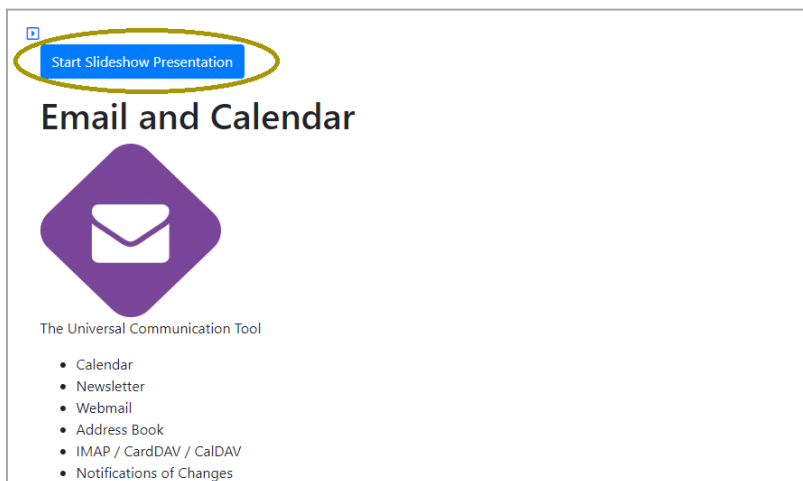 Start Slideshow Presentation
Email and Calendar
The Universal Communication Tool
Calendar
Newsletter
Webmail
Address Book
IMAP / CardDAV / CalDAV
Notifications of Changes